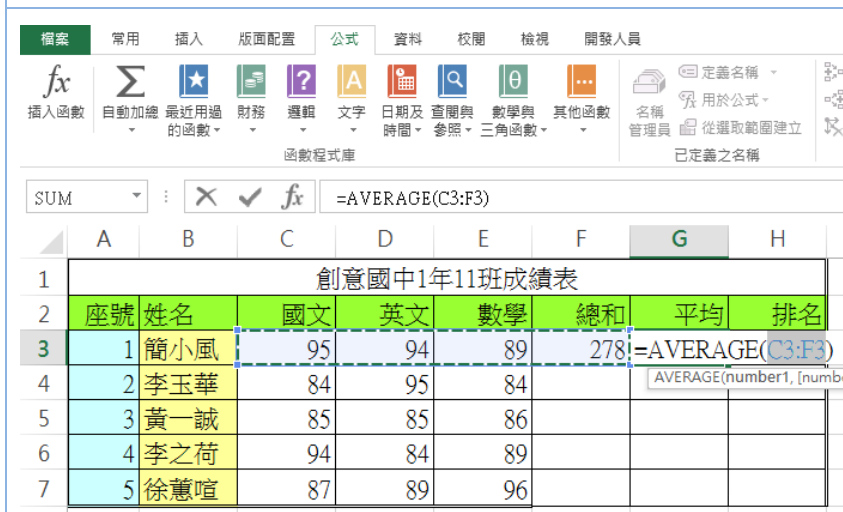 檔案 常用 插入 版面配置 公式 資料 校閱 檢視 開發人員
fx Σ ? A θ ...
插入函數 自動加總 最近用過的函數 財務 邏輯 文字 日期及時間 查閱與參照 數學與三角函數 其他函數 名稱管理員
定義名稱
用於公式
從選取範圍建立
函數程式庫 已定義之名稱
SUM fx =AVERAGE(C3:F3)
A B C D E F G H
1 創意國中1年11班成績表
2 座號 姓名 國文 英文 數學 總和 平均 排名
3 1 簡小風 95 94 89 278 =AVERAGE(C3:F3)
AVERAGE(number1, [numbe
4 2 李玉華 84 95 84
5 3 黃一誠 85 85 86
6 4 李之荷 94 84 89
7 5 徐蕙喧 87 89 96